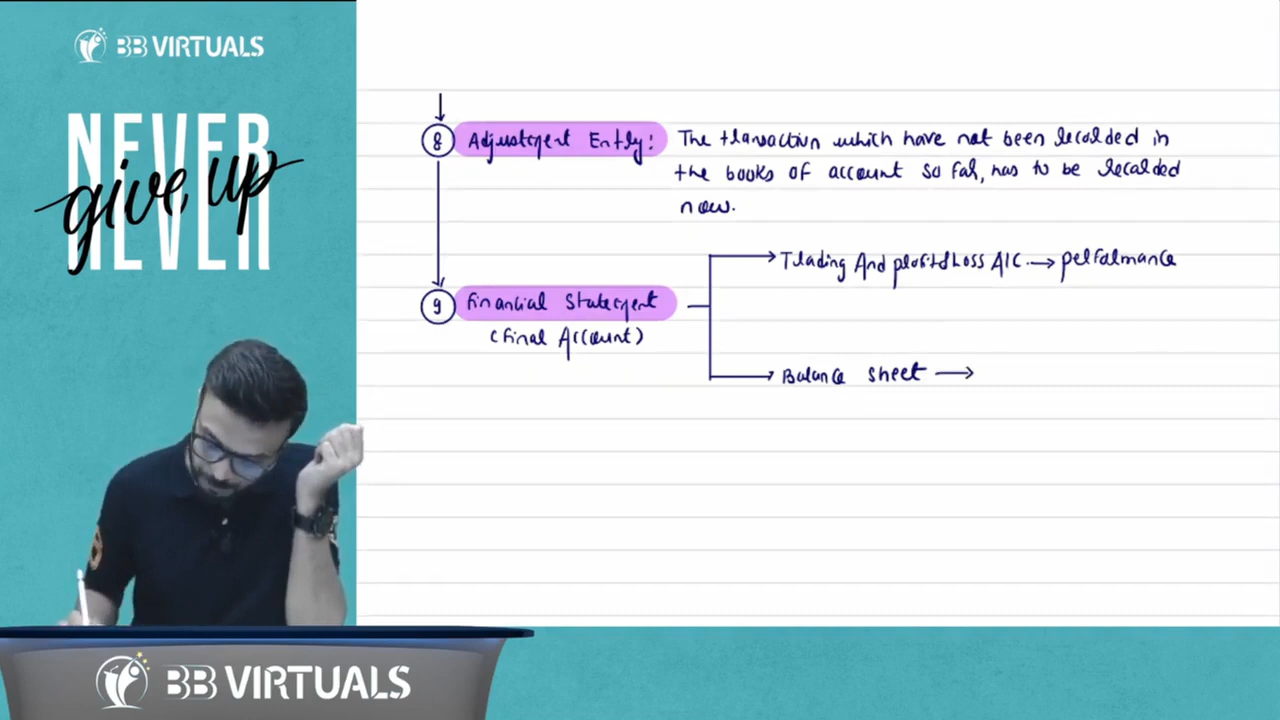 BB VIRTUALS
NEVER
give up
NEVER
8 Adjustment Entry: The transaction which have not been recorded in
the books of account so far, has to be recorded
now.
Trading And profit & Loss A/C. → performance
9 Financial Statement
(Final Account)
Balance sheet →
BB VIRTUALS